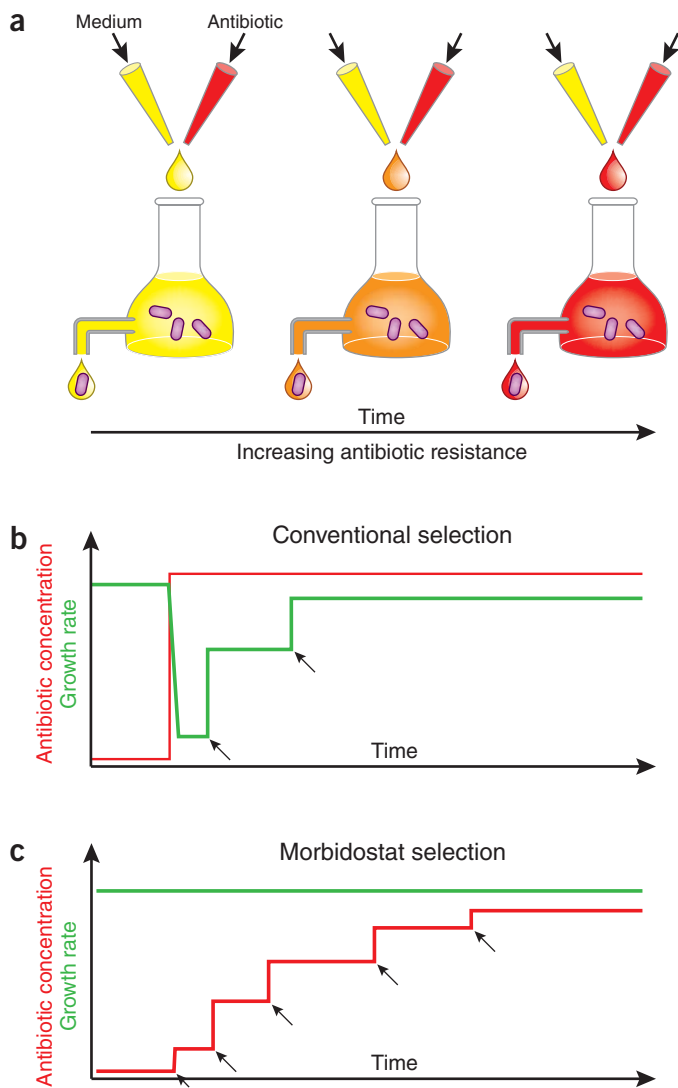 a
Medium
Antibiotic
Time
Increasing antibiotic resistance
b
Conventional selection
Antibiotic concentration
Growth rate
Time
c
Morbidostat selection
Antibiotic concentration
Growth rate
Time